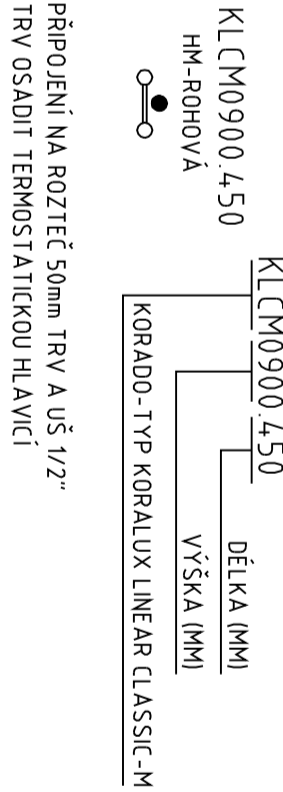 KLCM0900.450
HM-ROHOVÁ
KLCM0900.450
DÉLKA (MM)
VÝŠKA (MM)
KORADO-TYP KORALUX LINEAR CLASSIC-M
PŘIPOJENÍ NA ROZTEČ 50mm TRV A UŠ 1/2"
TRV OSADIT TERMOSTATICKOU HLAVICÍ